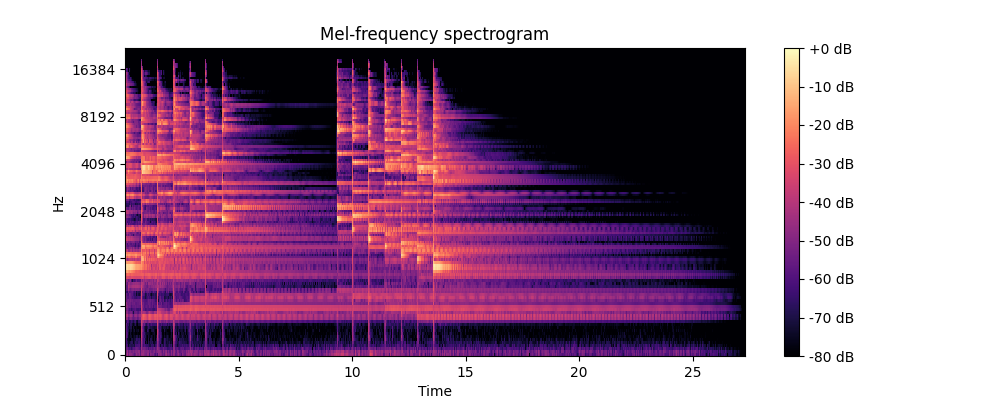 Mel-frequency spectrogram
16384
8192
4096
2048
1024
512
0
Hz
0 5 10 15 20 25
Time
+0 dB
-10 dB
-20 dB
-30 dB
-40 dB
-50 dB
-60 dB
-70 dB
-80 dB